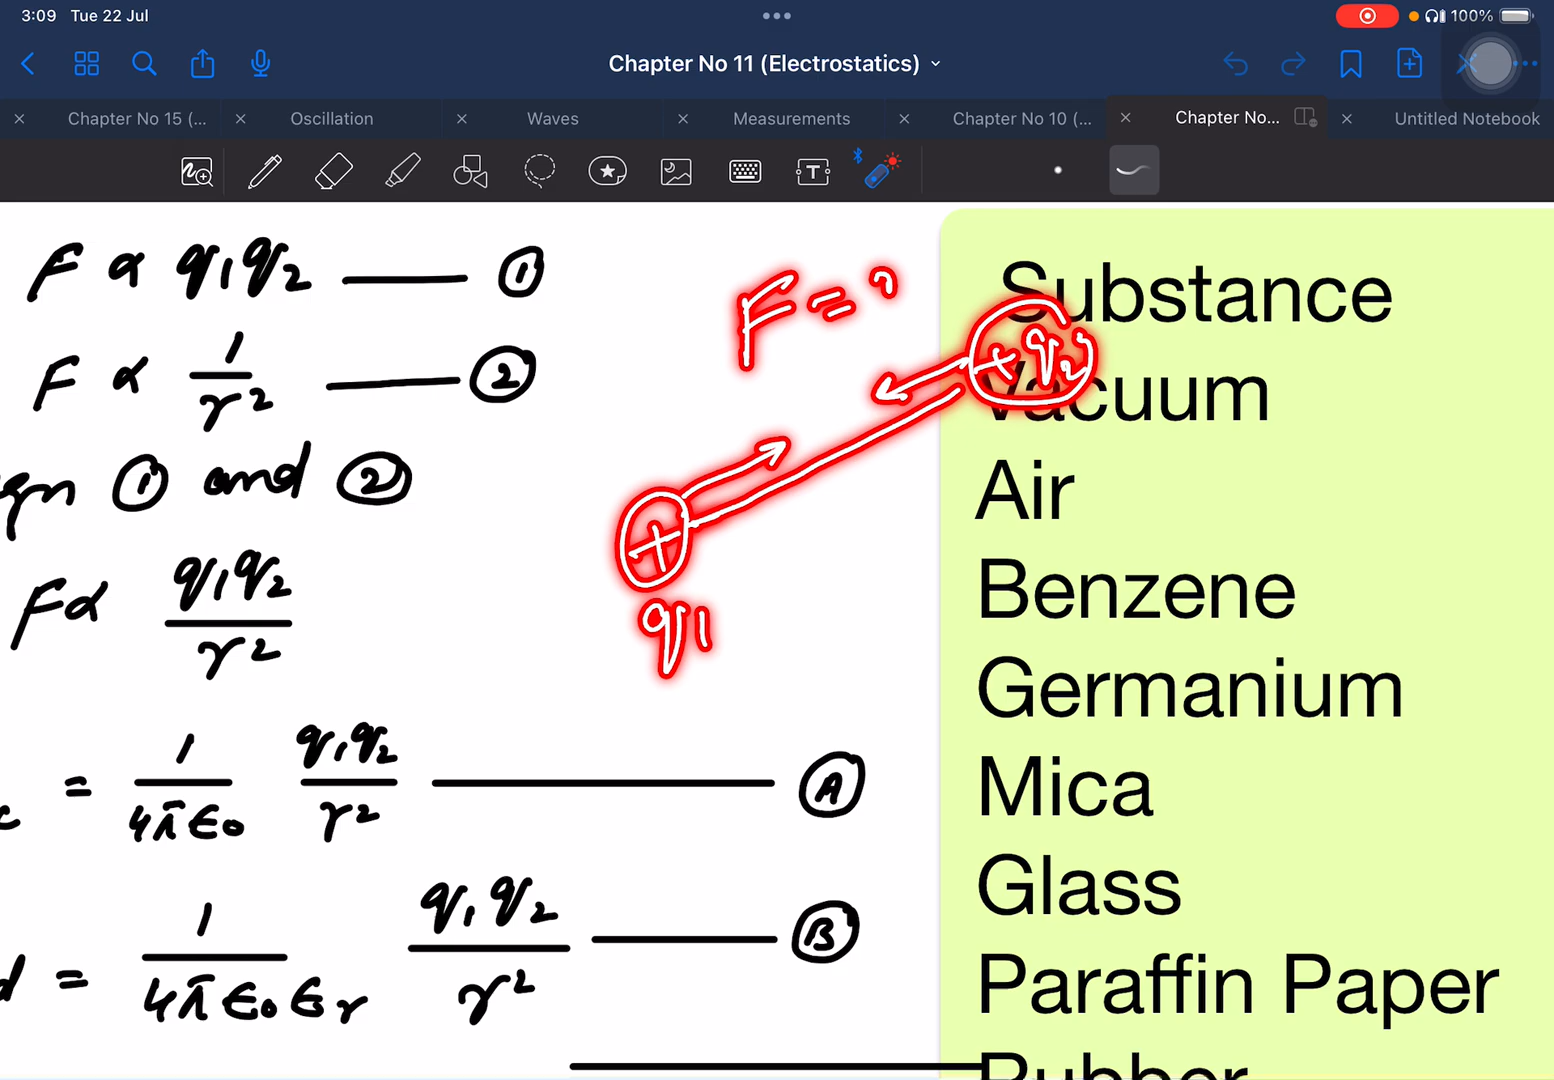 3:09 Tue 22 Jul
100%
Chapter No 11 (Electrostatics)
Chapter No 15 (...
Oscillation
Waves
Measurements
Chapter No 10 (...
Chapter No...
Untitled Notebook
T
F ∝ q1q2 —— ①
F ∝ 1/r² —— ②
① and ②
F∝ q1q2/r²
= 1/4πϵ0 q1q2/r² —— Ⓐ
= 1/4πϵ0ϵr q1q2/r² —— Ⓑ
F = ?
+ q2
+
q1
Substance
Vacuum
Air
Benzene
Germanium
Mica
Glass
Paraffin Paper
Rubber